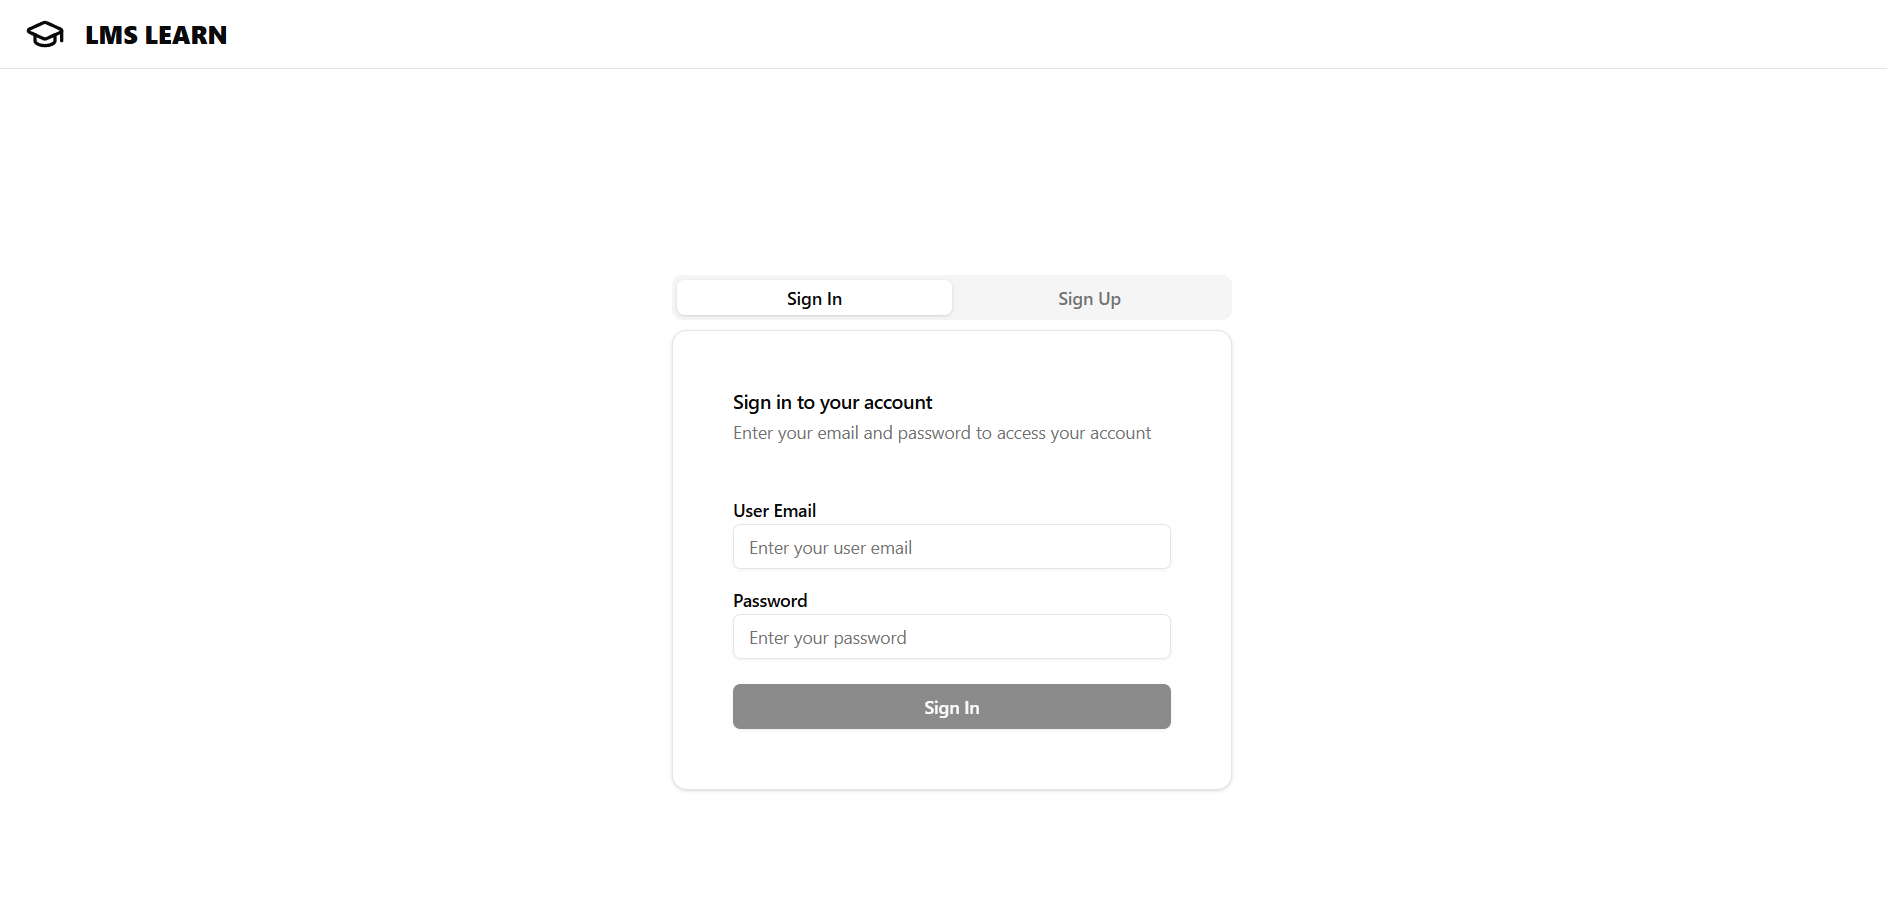 LMS LEARN
Sign In
Sign Up
Sign in to your account
Enter your email and password to access your account
User Email
Enter your user email
Password
Enter your password
Sign In